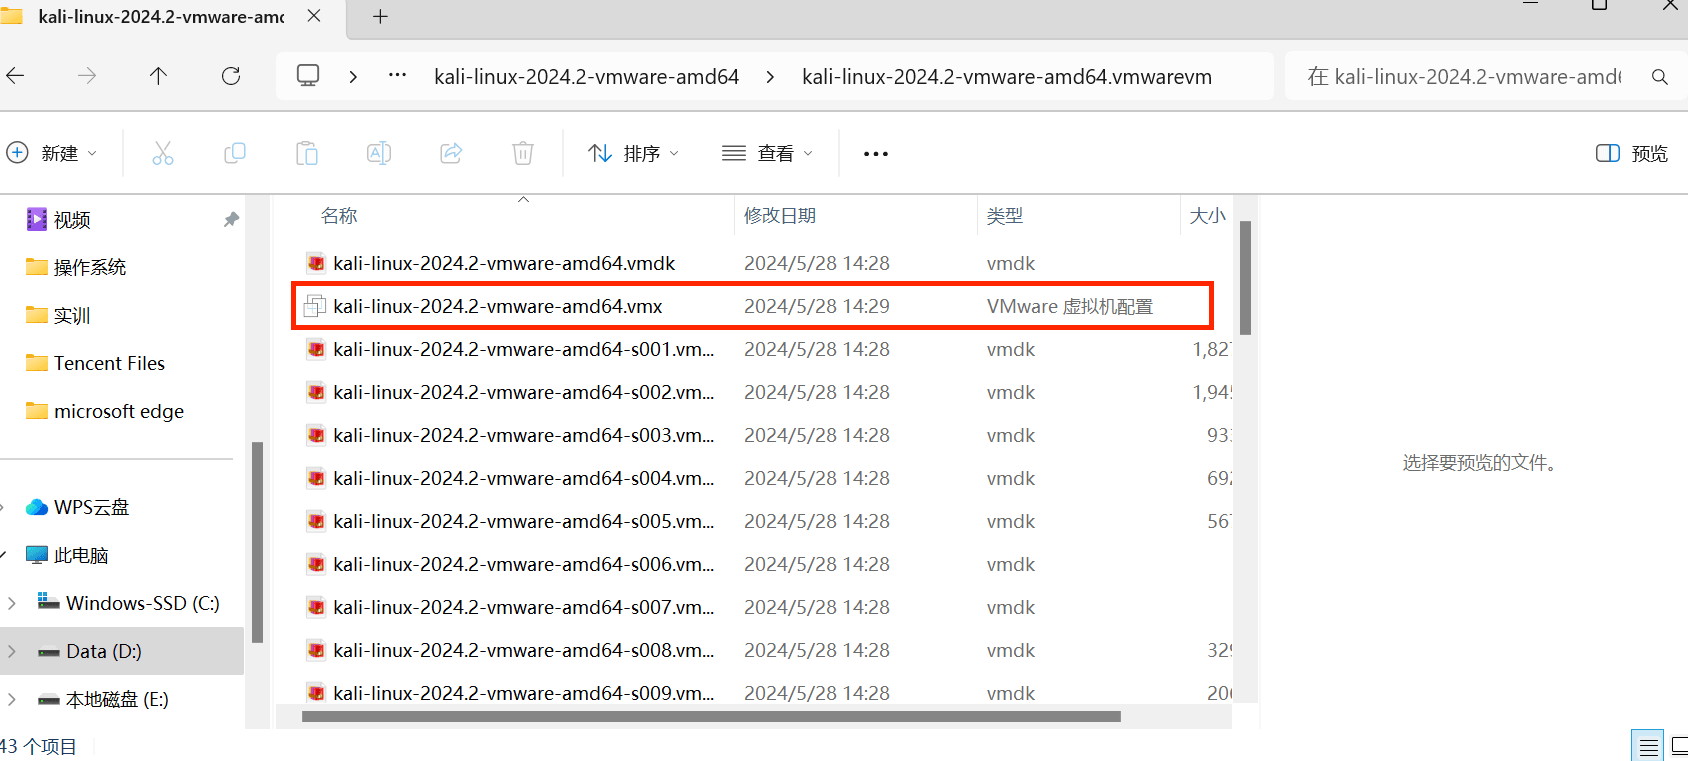 kali-linux-2024.2-vmware-amd
kali-linux-2024.2-vmware-amd64 kali-linux-2024.2-vmware-amd64.vmwarevm 在 kali-linux-2024.2-vmware-amd6
新建 排序 查看 ... 预览
视频
操作系统
实训
Tencent Files
microsoft edge
WPS云盘
此电脑
Windows-SSD (C:)
Data (D:)
本地磁盘 (E:)
名称 修改日期 类型 大小
kali-linux-2024.2-vmware-amd64.vmdk 2024/5/28 14:28 vmdk
kali-linux-2024.2-vmware-amd64.vmx 2024/5/28 14:29 VMware 虚拟机配置
kali-linux-2024.2-vmware-amd64-s001.vm... 2024/5/28 14:28 vmdk 1,827
kali-linux-2024.2-vmware-amd64-s002.vm... 2024/5/28 14:28 vmdk 1,945
kali-linux-2024.2-vmware-amd64-s003.vm... 2024/5/28 14:28 vmdk 933
kali-linux-2024.2-vmware-amd64-s004.vm... 2024/5/28 14:28 vmdk 692
kali-linux-2024.2-vmware-amd64-s005.vm... 2024/5/28 14:28 vmdk 567
kali-linux-2024.2-vmware-amd64-s006.vm... 2024/5/28 14:28 vmdk
kali-linux-2024.2-vmware-amd64-s007.vm... 2024/5/28 14:28 vmdk
kali-linux-2024.2-vmware-amd64-s008.vm... 2024/5/28 14:28 vmdk 329
kali-linux-2024.2-vmware-amd64-s009.vm... 2024/5/28 14:28 vmdk 206
选择要预览的文件。
43 个项目